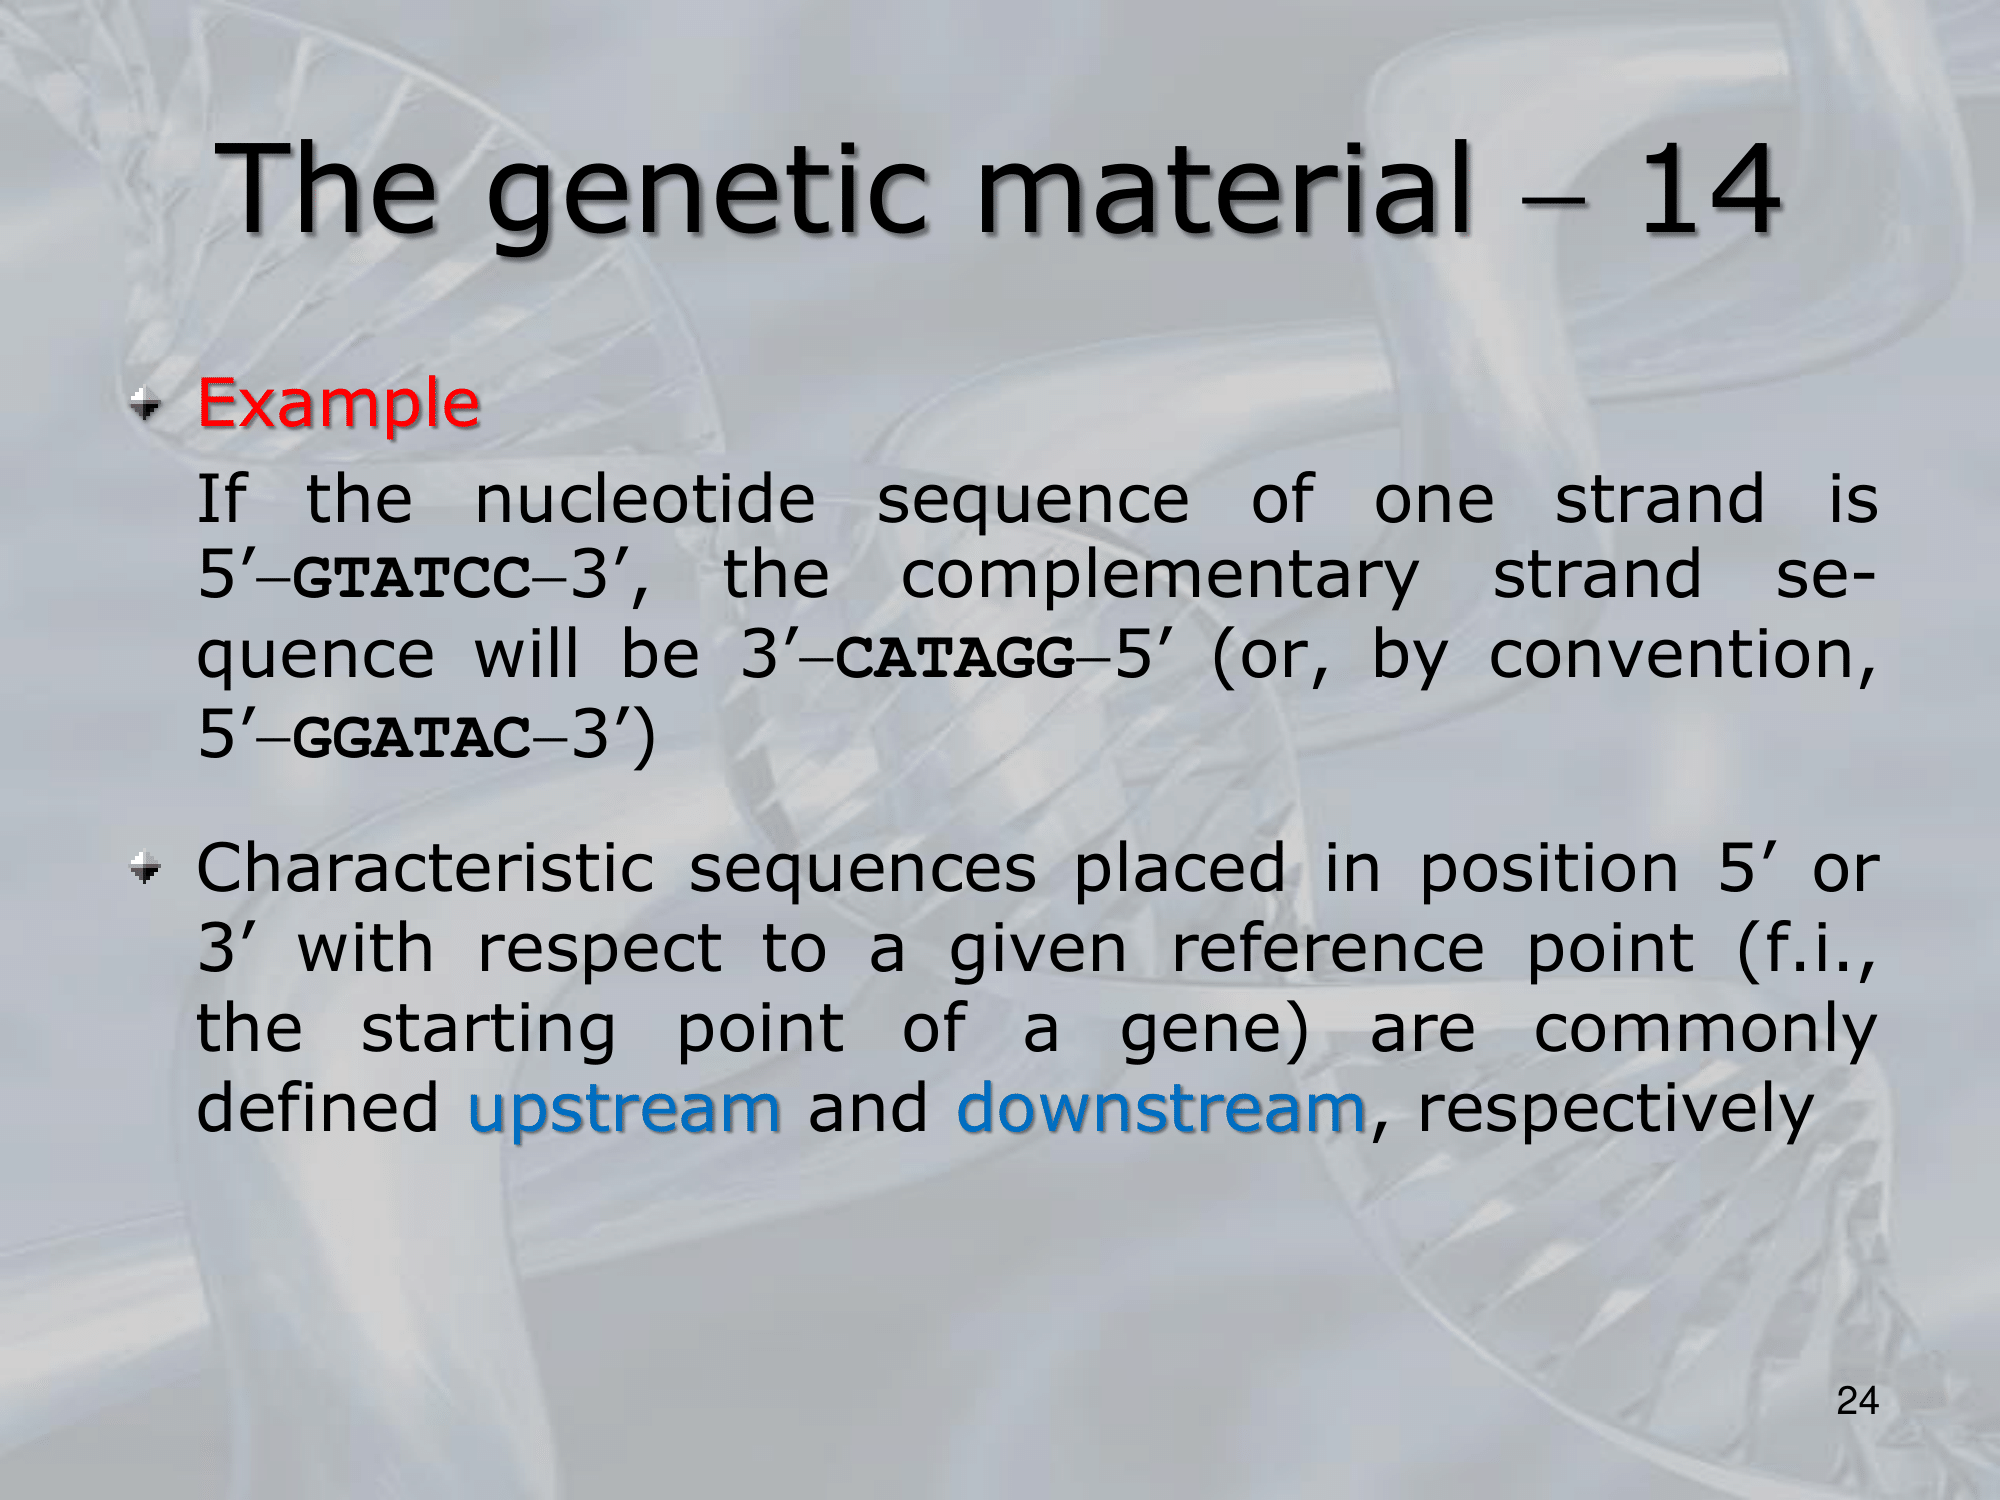 The genetic material – 14
Example
If the nucleotide sequence of one strand is
5’–GTATCC–3’, the complementary strand se-
quence will be 3’–CATAGG–5’ (or, by convention,
5’–GGATAC–3’)
Characteristic sequences placed in position 5’ or
3’ with respect to a given reference point (f.i.,
the starting point of a gene) are commonly
defined upstream and downstream, respectively
24